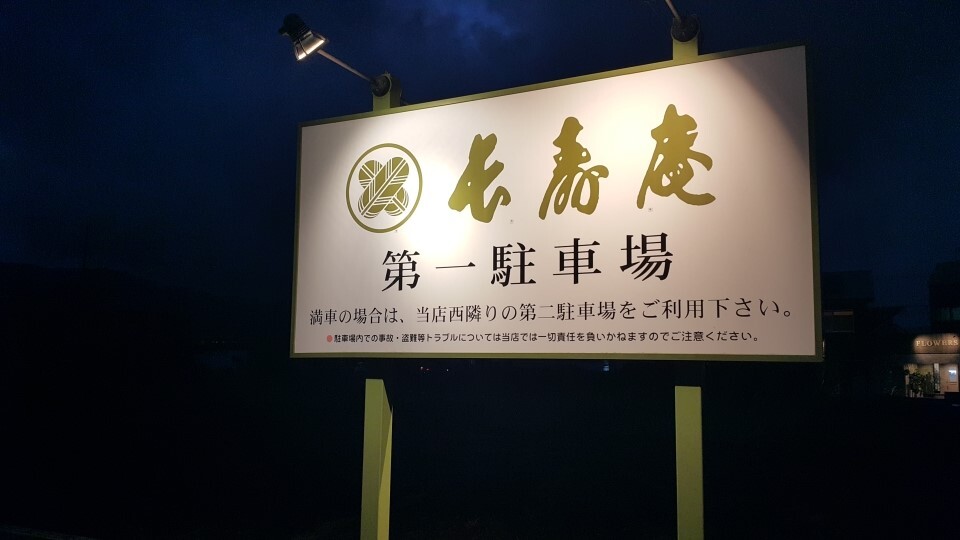 長寿庵
第一駐車場
満車の場合は、当店西隣りの第二駐車場をご利用下さい。
●駐車場内での事故・盗難等トラブルについては当店では一切責任を負いかねますのでご注意ください。
FLOWERS